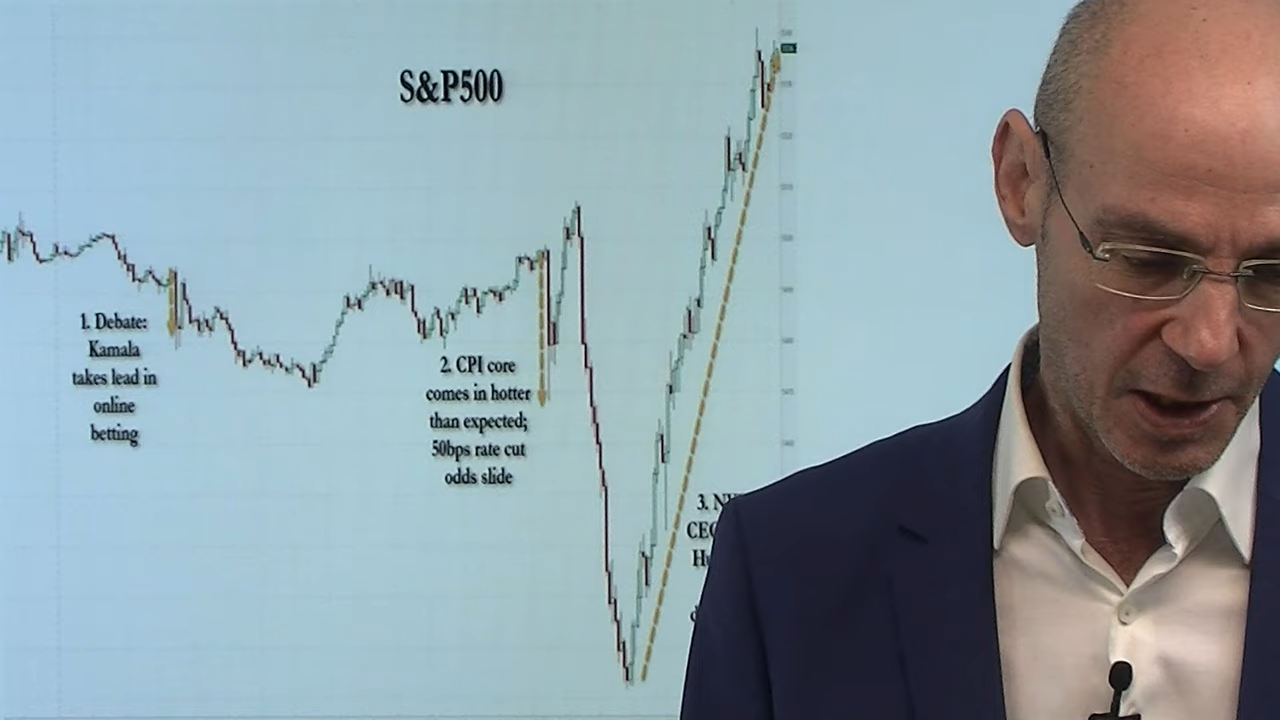 S&P500
1. Debate:
Kamala
takes lead in
online
betting
2. CPI core
comes in hotter
than expected;
50bps rate cut
odds slide
3.